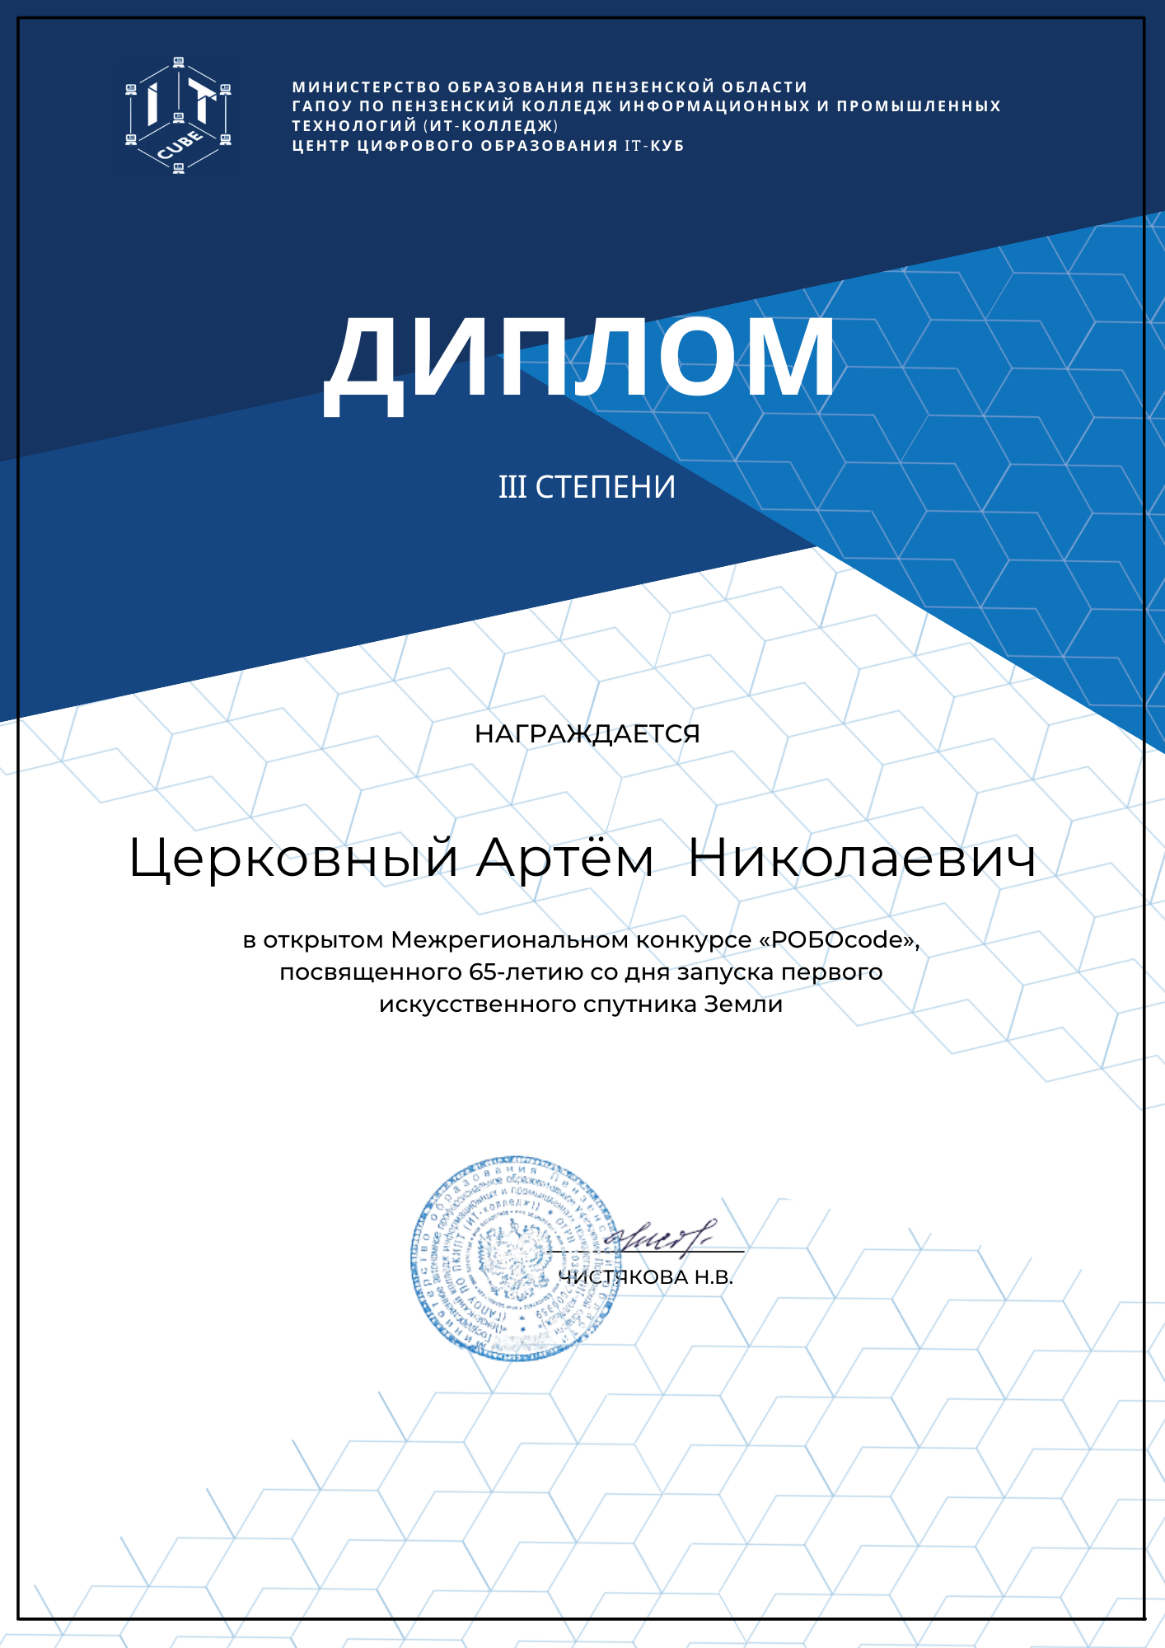 IT
CUBE
МИНИСТЕРСТВО ОБРАЗОВАНИЯ ПЕНЗЕНСКОЙ ОБЛАСТИ
ГАПОУ ПО ПЕНЗЕНСКИЙ КОЛЛЕДЖ ИНФОРМАЦИОННЫХ И ПРОМЫШЛЕННЫХ
ТЕХНОЛОГИЙ (ИТ-КОЛЛЕДЖ)
ЦЕНТР ЦИФРОВОГО ОБРАЗОВАНИЯ IT-КУБ
ДИПЛОМ
III СТЕПЕНИ
НАГРАЖДАЕТСЯ
Церковный Артём Николаевич
в открытом Межрегиональном конкурсе «РОБОcode»,
посвященного 65-летию со дня запуска первого
искусственного спутника Земли
ЧИСТЯКОВА Н.В.